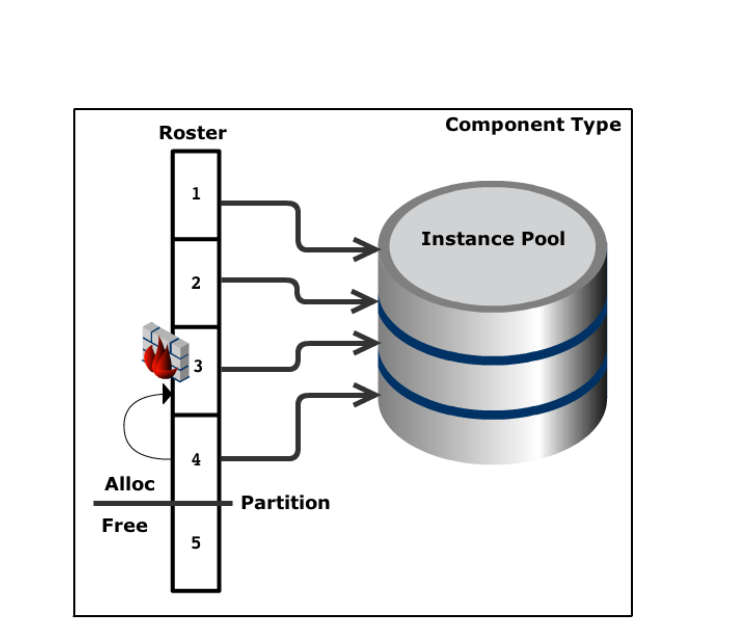 Component Type
Roster
1
Instance Pool
2
3
4
Alloc
Partition
Free
5